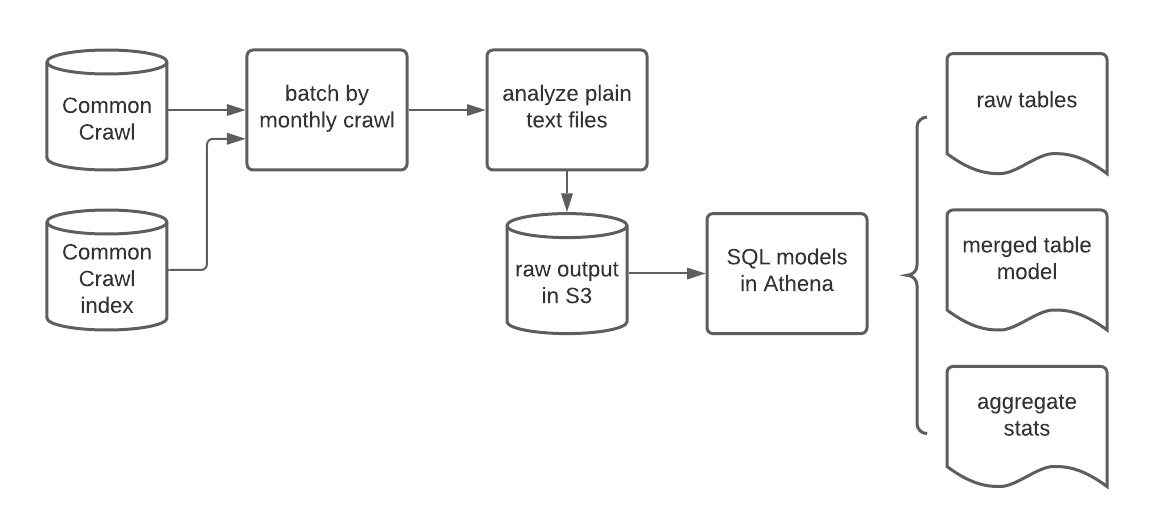 Common
Crawl
batch by
monthly crawl
analyze plain
text files
Common
Crawl
index
raw output
in S3
SQL models
in Athena
raw tables
merged table
model
aggregate
stats